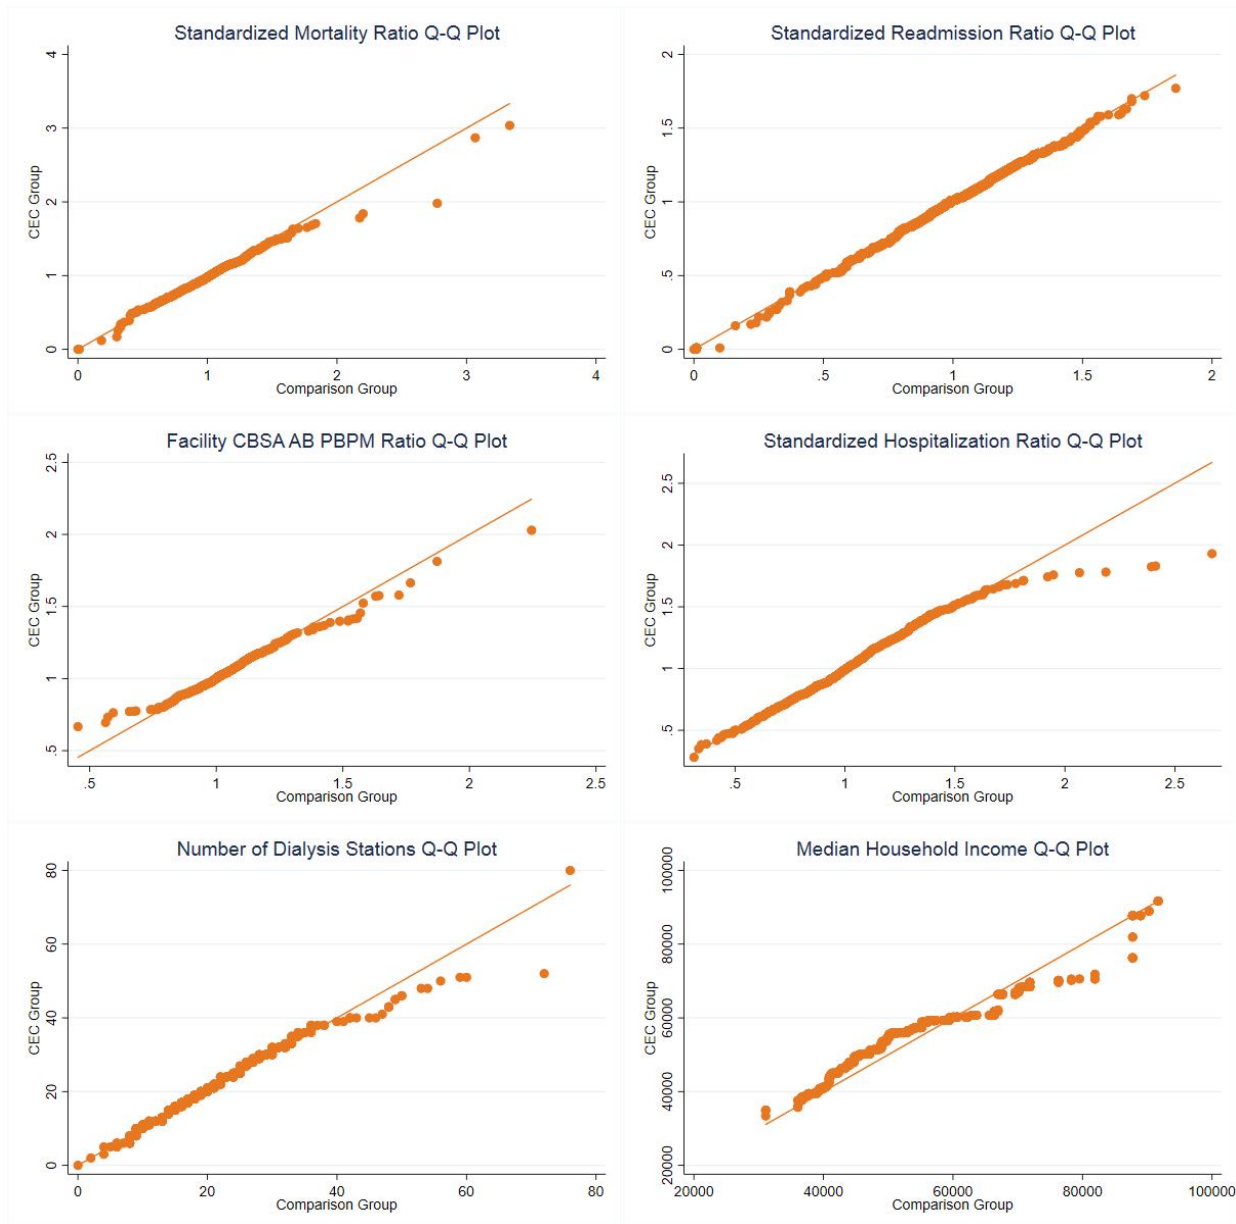 Standardized Mortality Ratio Q-Q Plot
4
3
2
1
0
CEC Group
0 1 2 3 4
Comparison Group
Standardized Readmission Ratio Q-Q Plot
2
1.5
1
.5
0
CEC Group
0 .5 1 1.5 2
Comparison Group
Facility CBSA AB PBPM Ratio Q-Q Plot
2.5
2
1.5
1
.5
CEC Group
.5 1 1.5 2 2.5
Comparison Group
Standardized Hospitalization Ratio Q-Q Plot
2.5
2
1.5
1
.5
CEC Group
.5 1 1.5 2 2.5
Comparison Group
Number of Dialysis Stations Q-Q Plot
80
60
40
20
0
CEC Group
0 20 40 60 80
Comparison Group
Median Household Income Q-Q Plot
100000
80000
60000
40000
20000
CEC Group
20000 40000 60000 80000 100000
Comparison Group